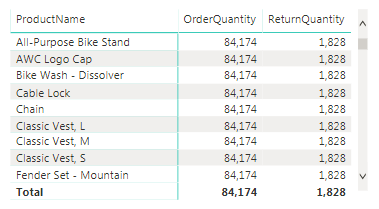 ProductName OrderQuantity ReturnQuantity
All-Purpose Bike Stand 84,174 1,828
AWC Logo Cap 84,174 1,828
Bike Wash - Dissolver 84,174 1,828
Cable Lock 84,174 1,828
Chain 84,174 1,828
Classic Vest, L 84,174 1,828
Classic Vest, M 84,174 1,828
Classic Vest, S 84,174 1,828
Fender Set - Mountain 84,174 1,828
Total 84,174 1,828